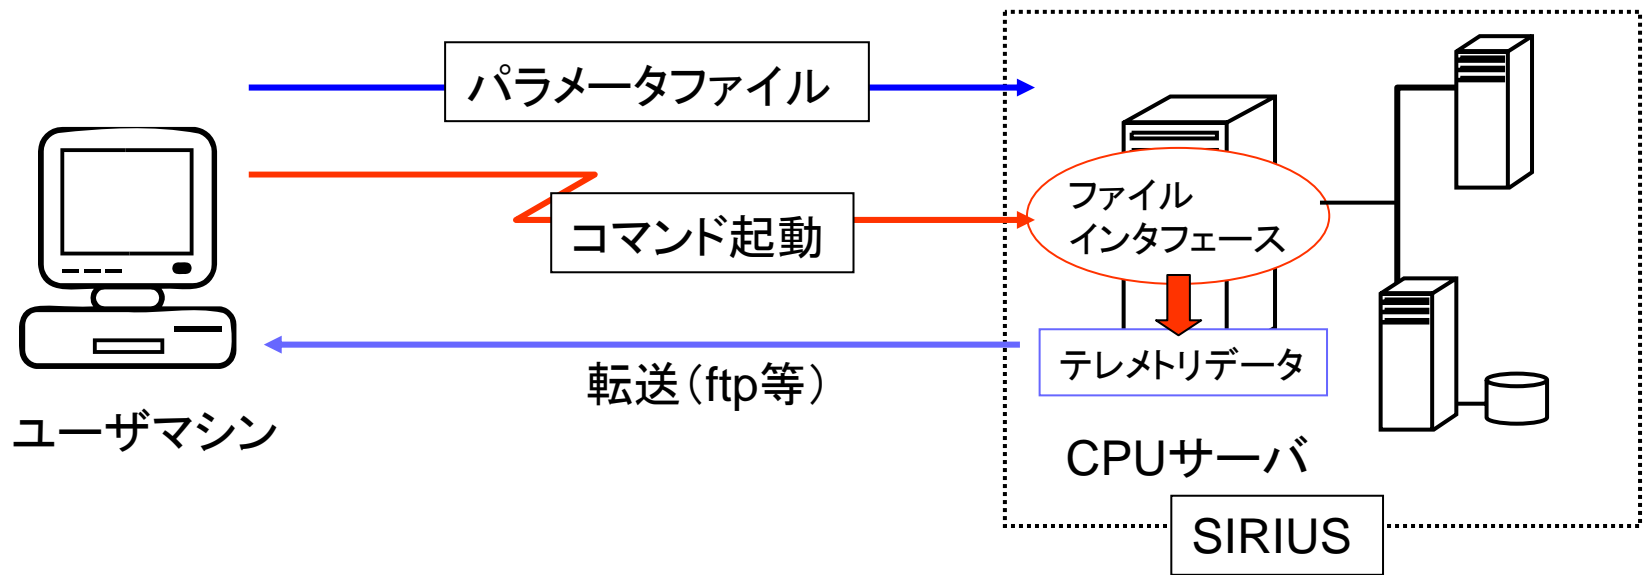 パラメータファイル
コマンド起動
ファイル
インタフェース
転送(ftp等)
テレメトリデータ
ユーザマシン
CPUサーバ
SIRIUS